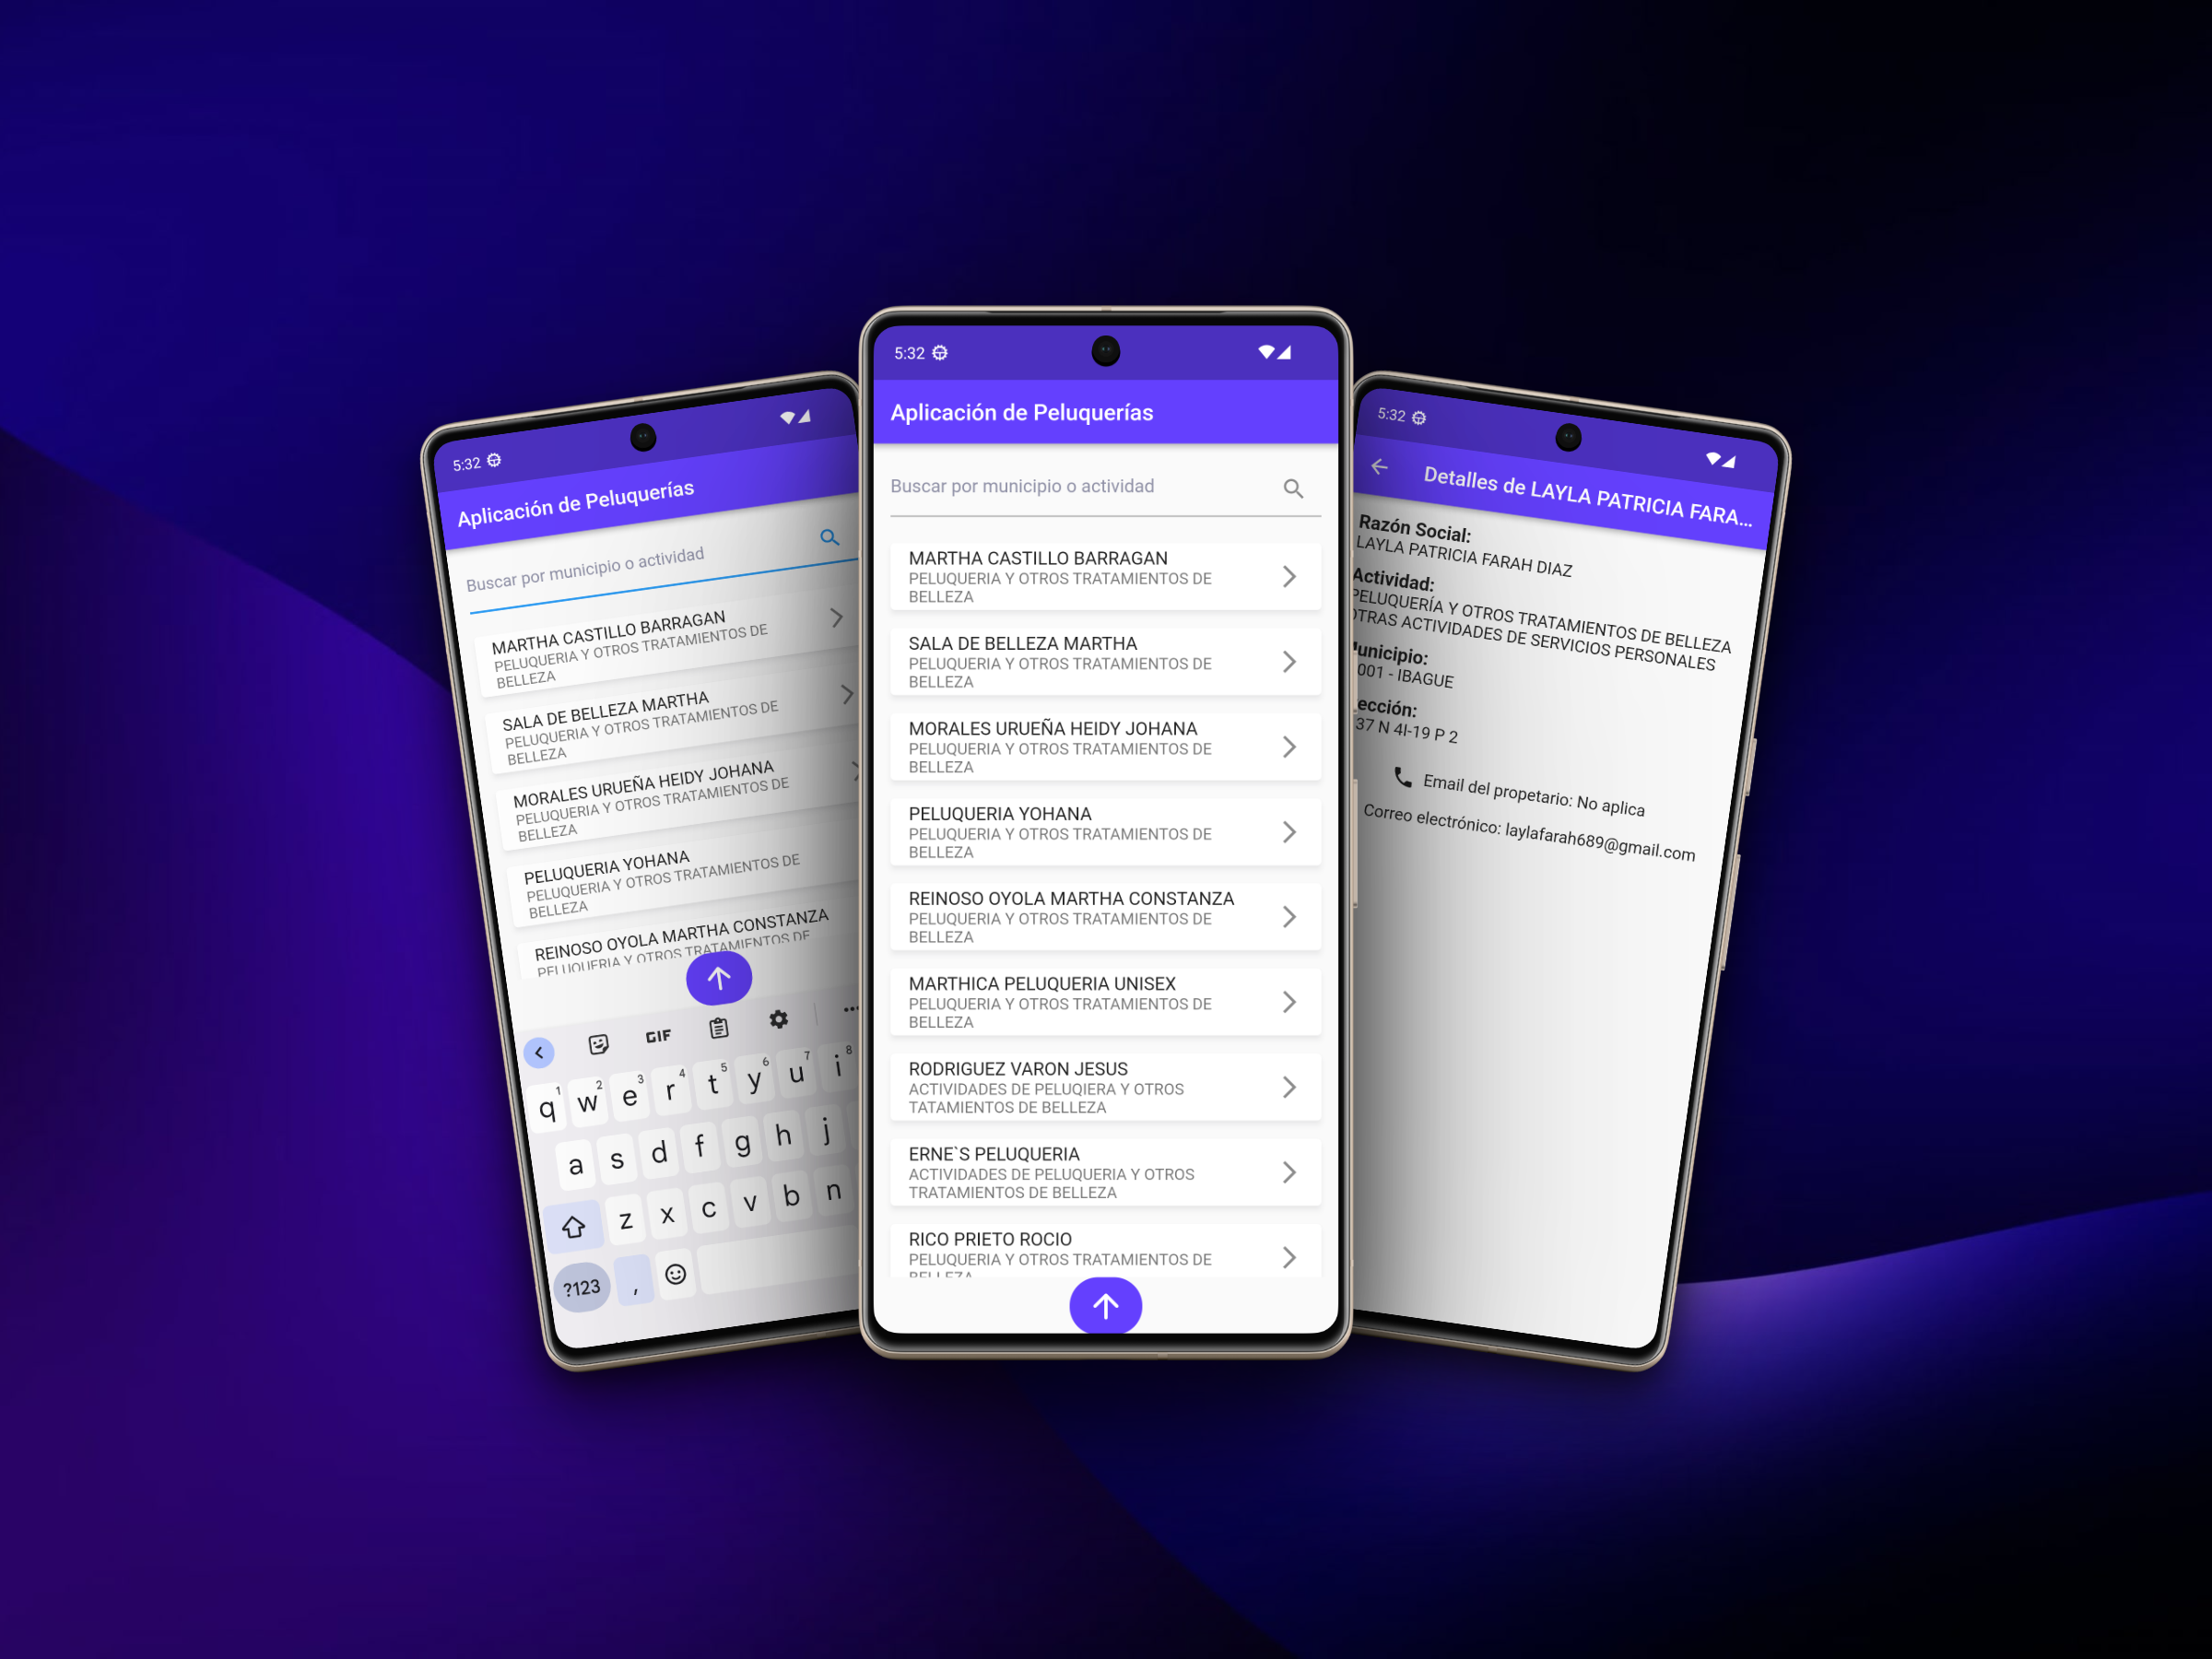 5:32
Aplicación de Peluquerías
Buscar por municipio o actividad
MARTHA CASTILLO BARRAGAN
PELUQUERIA Y OTROS TRATAMIENTOS DE
BELLEZA
SALA DE BELLEZA MARTHA
PELUQUERIA Y OTROS TRATAMIENTOS DE
BELLEZA
MORALES URUEÑA HEIDY JOHANA
PELUQUERIA Y OTROS TRATAMIENTOS DE
BELLEZA
PELUQUERIA YOHANA
PELUQUERIA Y OTROS TRATAMIENTOS DE
BELLEZA
REINOSO OYOLA MARTHA CONSTANZA
PELUQUERIA Y OTROS TRATAMIENTOS DE
GIF
1 2 3 4 5 6 7 8
q w e r t y u i
a s d f g h j
z x c v b n
?123 ,
5:32
Aplicación de Peluquerías
Buscar por municipio o actividad
MARTHA CASTILLO BARRAGAN
PELUQUERIA Y OTROS TRATAMIENTOS DE
BELLEZA
SALA DE BELLEZA MARTHA
PELUQUERIA Y OTROS TRATAMIENTOS DE
BELLEZA
MORALES URUEÑA HEIDY JOHANA
PELUQUERIA Y OTROS TRATAMIENTOS DE
BELLEZA
PELUQUERIA YOHANA
PELUQUERIA Y OTROS TRATAMIENTOS DE
BELLEZA
REINOSO OYOLA MARTHA CONSTANZA
PELUQUERIA Y OTROS TRATAMIENTOS DE
BELLEZA
MARTHICA PELUQUERIA UNISEX
PELUQUERIA Y OTROS TRATAMIENTOS DE
BELLEZA
RODRIGUEZ VARON JESUS
ACTIVIDADES DE PELUQIERA Y OTROS
TATAMIENTOS DE BELLEZA
ERNE`S PELUQUERIA
ACTIVIDADES DE PELUQUERIA Y OTROS
TRATAMIENTOS DE BELLEZA
RICO PRIETO ROCIO
PELUQUERIA Y OTROS TRATAMIENTOS DE
BELLEZA
5:32
Detalles de LAYLA PATRICIA FARA...
Razón Social:
LAYLA PATRICIA FARAH DIAZ
Actividad:
PELUQUERÍA Y OTROS TRATAMIENTOS DE BELLEZA
OTRAS ACTIVIDADES DE SERVICIOS PERSONALES
unicipio:
001 - IBAGUE
ección:
37 N 4I-19 P 2
Email del propetario: No aplica
Correo electrónico: laylafarah689@gmail.com